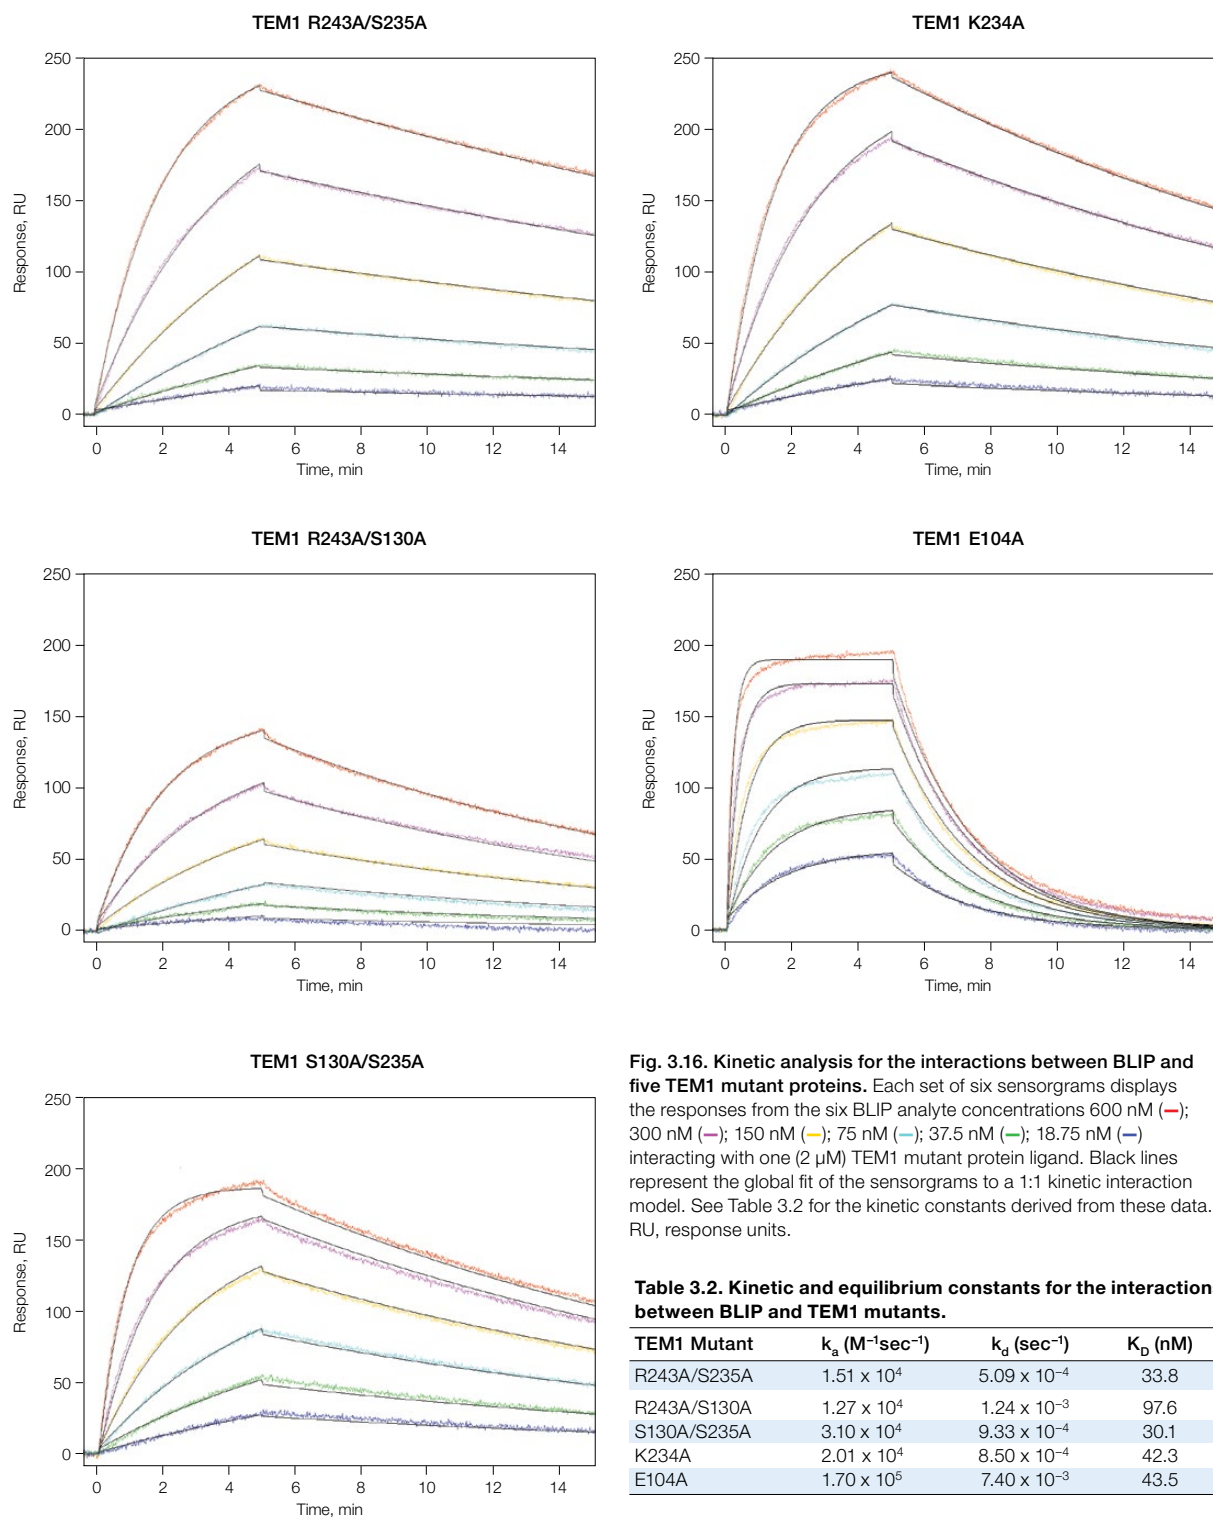 TEM1 R243A/S235A
250
200
150
100
50
0
Response, RU
0 2 4 6 8 10 12 14
Time, min
TEM1 K234A
250
200
150
100
50
0
Response, RU
0 2 4 6 8 10 12 14
Time, min
TEM1 R243A/S130A
250
200
150
100
50
0
Response, RU
0 2 4 6 8 10 12 14
Time, min
TEM1 E104A
250
200
150
100
50
0
Response, RU
0 2 4 6 8 10 12 14
Time, min
TEM1 S130A/S235A
250
200
150
100
50
0
Response, RU
0 2 4 6 8 10 12 14
Time, min
Fig. 3.16. Kinetic analysis for the interactions between BLIP and
five TEM1 mutant proteins. Each set of six sensorgrams displays
the responses from the six BLIP analyte concentrations 600 nM (–);
300 nM (–); 150 nM (–); 75 nM (–); 37.5 nM (–); 18.75 nM (–)
interacting with one (2 µM) TEM1 mutant protein ligand. Black lines
represent the global fit of the sensorgrams to a 1:1 kinetic interaction
model. See Table 3.2 for the kinetic constants derived from these data.
RU, response units.
Table 3.2. Kinetic and equilibrium constants for the interaction
between BLIP and TEM1 mutants.
TEM1 Mutant kₐ (M⁻¹sec⁻¹) k_d (sec⁻¹) K_D (nM)
R243A/S235A 1.51 x 10⁴ 5.09 x 10⁻⁴ 33.8
R243A/S130A 1.27 x 10⁴ 1.24 x 10⁻³ 97.6
S130A/S235A 3.10 x 10⁴ 9.33 x 10⁻⁴ 30.1
K234A 2.01 x 10⁴ 8.50 x 10⁻⁴ 42.3
E104A 1.70 x 10⁵ 7.40 x 10⁻³ 43.5